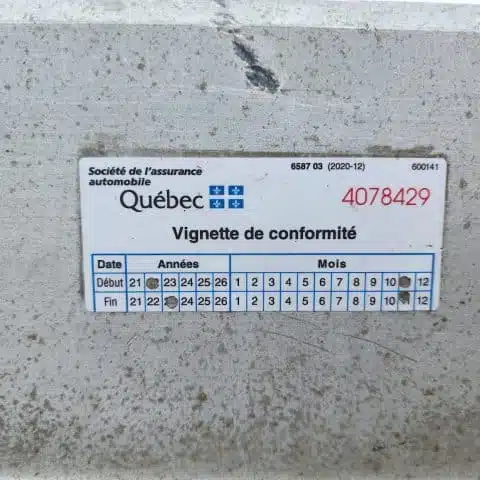 Société de l'assurance
automobile
Québec
6587 03 (2020-12)
600141
4078429
Vignette de conformité
Date Années Mois
Début 21 23 24 25 26 1 2 3 4 5 6 7 8 9 10 12
Fin 21 22 24 25 26 1 2 3 4 5 6 7 8 9 10 12